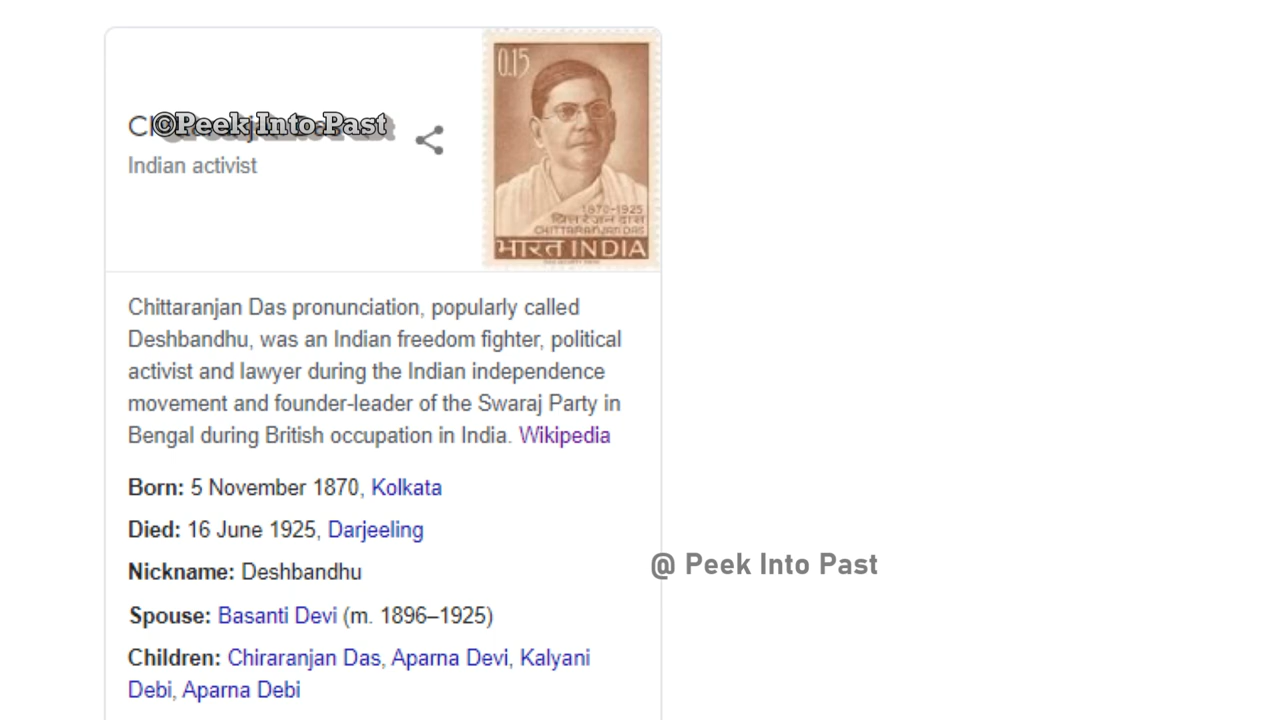 ©Peek Into Past
Indian activist
0.15
1870-1925
चित्तरंजन दास
CHITTARANJAN DAS
भारत INDIA
Chittaranjan Das pronunciation, popularly called
Deshbandhu, was an Indian freedom fighter, political
activist and lawyer during the Indian independence
movement and founder-leader of the Swaraj Party in
Bengal during British occupation in India. Wikipedia
Born: 5 November 1870, Kolkata
Died: 16 June 1925, Darjeeling
Nickname: Deshbandhu
@ Peek Into Past
Spouse: Basanti Devi (m. 1896–1925)
Children: Chiraranjan Das, Aparna Devi, Kalyani
Debi, Aparna Debi